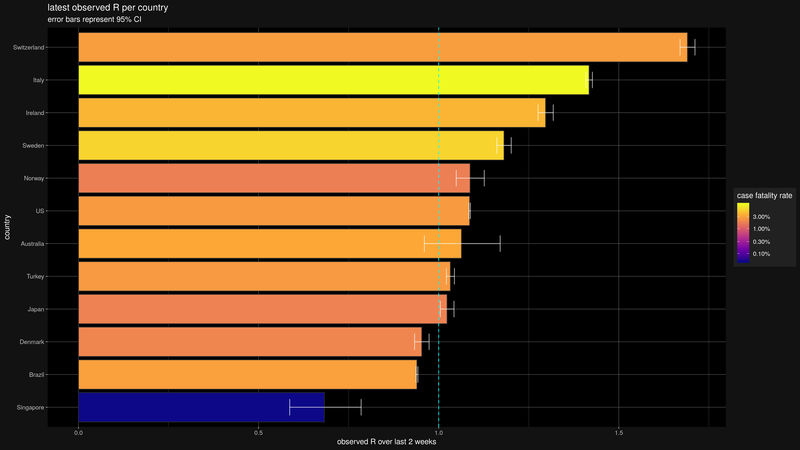 latest observed R per country
error bars represent 95% CI
country
Switzerland
Italy
Ireland
Sweden
Norway
US
Australia
Turkey
Japan
Denmark
Brazil
Singapore
0.0
0.5
1.0
1.5
observed R over last 2 weeks
case fatality rate
3.00%
1.00%
0.30%
0.10%